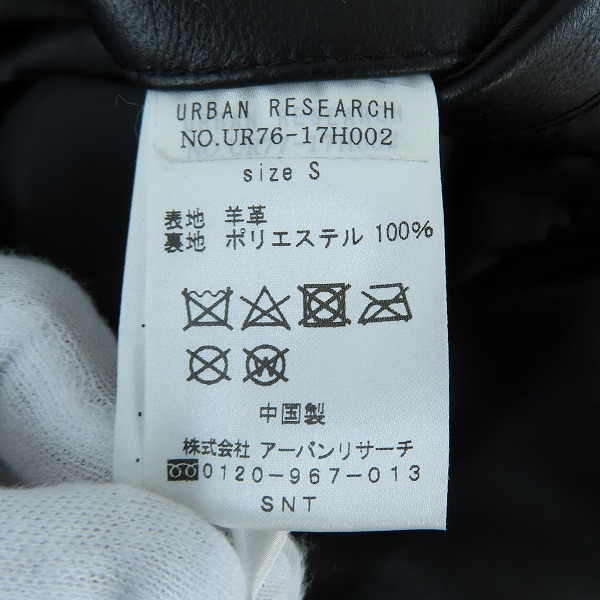 URBAN RESEARCH
NO.UR76-17H002
size S
表地 羊革
裏地 ポリエステル 100%
中国製
株式会社 アーバンリサーチ
0120-967-013
SNT